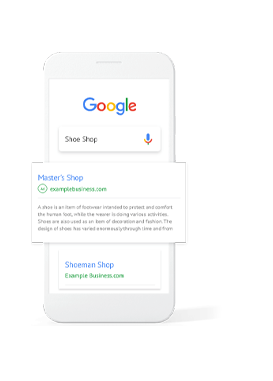 Google
Shoe Shop
Master's Shop
Ad examplebusiness.com
A shoe is an item of footwear intended to protect and comfort
the human foot, while the wearer is doing various activities.
Shoes are also used as an item of decoration and fashion. The
design of shoes has varied enormously through time and from
Shoeman Shop
Example Business.com